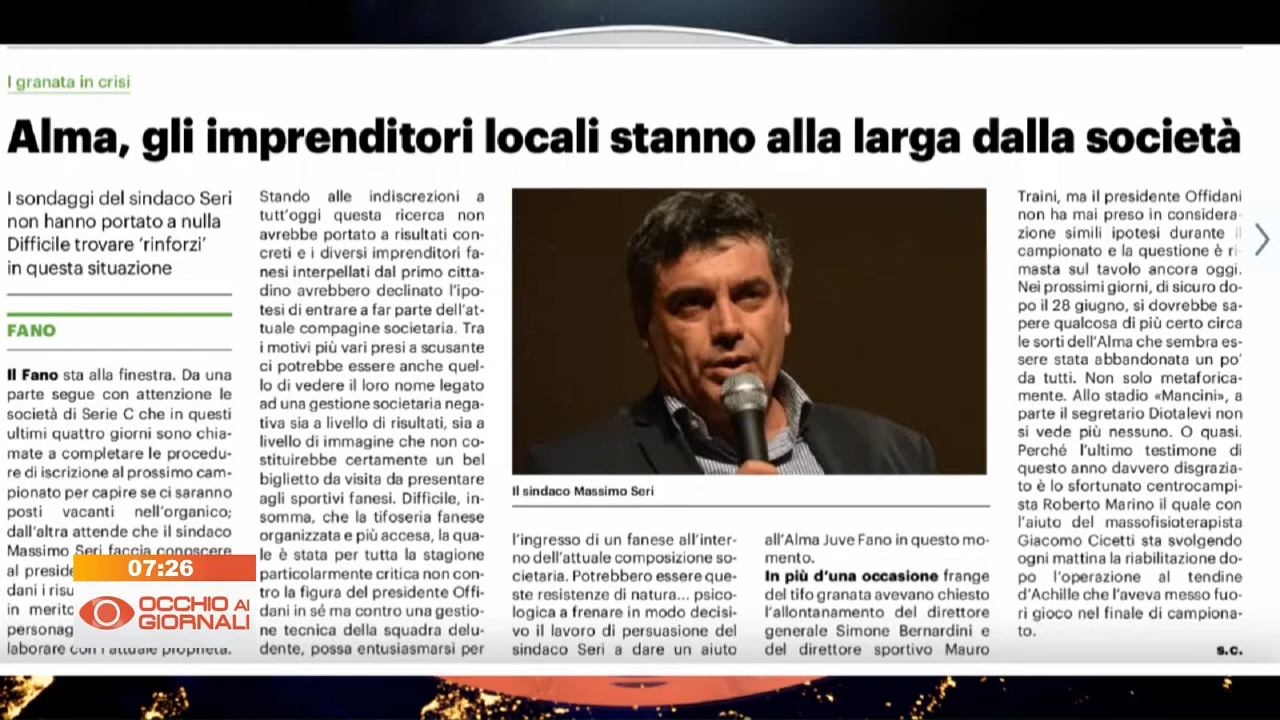 I granata in crisi
Alma, gli imprenditori locali stanno alla larga dalla società
I sondaggi del sindaco Seri
non hanno portato a nulla
Difficile trovare ‘rinforzi’
in questa situazione
FANO
Il Fano sta alla finestra. Da una
parte segue con attenzione le
società di Serie C che in questi
ultimi quattro giorni sono chia-
mate a completare le procedu-
re di iscrizione al prossimo cam-
pionato per capire se ci saranno
posti vacanti nell'organico;
dall'altra attende che il sindaco
Massimo Seri faccia conoscere
al
dani i
in
laborare con l'attuale proprietà.
Stando alle indiscrezioni a
tutt'oggi questa ricerca non
avrebbe portato a risultati con-
creti e i diversi imprenditori fa-
nesi interpellati dal primo citta-
dino avrebbero declinato l'ipo-
tesi di entrare a far parte dell'at-
tuale compagine societaria. Tra
i motivi più vari presi a scusante
ci potrebbe essere anche quel-
lo di vedere il loro nome legato
ad una gestione societaria nega-
tiva sia a livello di risultati, sia a
livello di immagine che non co-
stituirebbe certamente un bel
biglietto da visita da presentare
agli sportivi fanesi. Difficile, in-
somma, che la tifoseria fanese
organizzata e più accesa, la qua-
le è stata per tutta la stagione
particolarmente critica non con-
tro la figura del presidente Offi-
dani in sé ma contro una gestio-
ne tecnica della squadra delu-
dente, possa entusiasmarsi per
Il sindaco Massimo Seri
l'ingresso di un fanese all'inter-
no dell'attuale composizione so-
cietaria. Potrebbero essere que-
ste resistenze di natura... psico-
logica a frenare in modo decisi-
vo il lavoro di persuasione del
sindaco Seri a dare un aiuto
all'Alma Juve Fano in questo mo-
mento.
In più d'una occasione frange
del tifo granata avevano chiesto
l'allontanamento del direttore
generale Simone Bernardini e
del direttore sportivo Mauro
Traini, ma il presidente Offidani
non ha mai preso in considera-
zione simili ipotesi durante il
campionato e la questione è ri-
masta sul tavolo ancora oggi.
Nei prossimi giorni, di sicuro do-
po il 28 giugno, si dovrebbe sa-
pere qualcosa di più certo circa
le sorti dell'Alma che sembra es-
sere stata abbandonata un po'
da tutti. Non solo metaforica-
mente. Allo stadio «Mancini», a
parte il segretario Diotalevi non
si vede più nessuno. O quasi.
Perché l'ultimo testimone di
questo anno davvero disgrazia-
to è lo sfortunato centrocampi-
sta Roberto Marino il quale con
l'aiuto del massofisioterapista
Giacomo Cicetti sta svolgendo
ogni mattina la riabilitazione do-
po l'operazione al tendine
d'Achille che l'aveva messo fuo-
ri gioco nel finale di campiona-
to.
s.c.
07:26
OCCHIO AI
GIORNALI